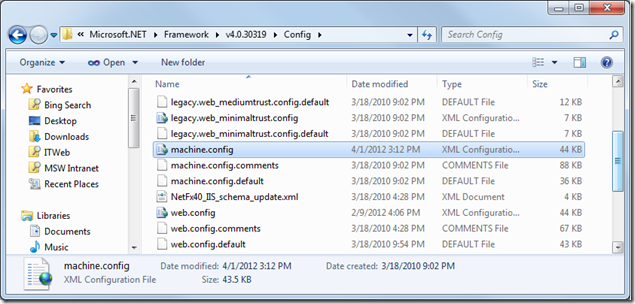 Microsoft.NET Framework v4.0.30319 Config Search Config
Organize Open New folder
Name Date modified Type Size
Favorites
Bing Search
Desktop
Downloads
ITWeb
MSW Intranet
Recent Places
Libraries
Documents
Music
legacy.web_mediumtrust.config.default 3/18/2010 9:02 PM DEFAULT File 12 KB
legacy.web_minimaltrust.config 3/18/2010 9:02 PM XML Configuratio... 7 KB
legacy.web_minimaltrust.config.default 3/18/2010 9:02 PM DEFAULT File 7 KB
machine.config 4/1/2012 3:12 PM XML Configuratio... 44 KB
machine.config.comments 3/18/2010 9:02 PM COMMENTS File 88 KB
machine.config.default 3/18/2010 9:02 PM DEFAULT File 36 KB
NetFx40_IIS_schema_update.xml 3/18/2010 4:28 PM XML Document 4 KB
web.config 2/9/2012 4:06 PM XML Configuratio... 44 KB
web.config.comments 3/18/2010 4:28 PM COMMENTS File 67 KB
web.config.default 3/18/2010 9:54 PM DEFAULT File 43 KB
machine.config Date modified: 4/1/2012 3:12 PM Date created: 3/18/2010 9:02 PM
XML Configuration File Size: 43.5 KB